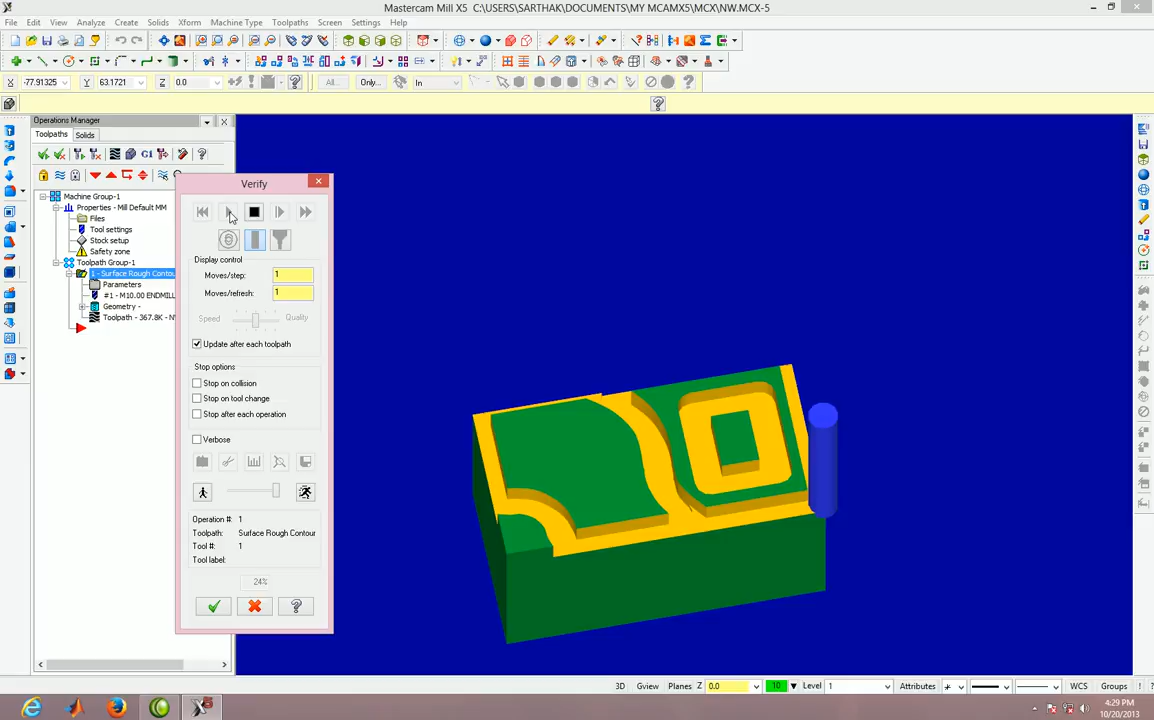 Mastercam Mill X5 C:\USERS\SARTHAK\DOCUMENTS\MY MCAMX5\MCX\NW.MCX-5
File Edit View Analyze Create Solids Xform Machine Type Toolpaths Screen Settings Help
X -77.91325 Y 63.1721 Z 0.0 All... Only... In
Operations Manager
Toolpaths Solids
G1
Machine Group-1
Properties - Mill Default MM
Files
Tool settings
Stock setup
Safety zone
Toolpath Group-1
1 - Surface Rough Contou
Parameters
#1 - M10.00 ENDMILL
Geometry -
Toolpath - 367.8K - N
Verify
Display control
Moves/step: 1
Moves/refresh: 1
Speed Quality
Update after each toolpath
Stop options
Stop on collision
Stop on tool change
Stop after each operation
Verbose
Operation # 1
Toolpath: Surface Rough Contour
Tool #: 1
Tool label:
24%
3D Gview Planes Z 0.0 10 Level 1 Attributes WCS Groups ! ?
4:29 PM
10/20/2013